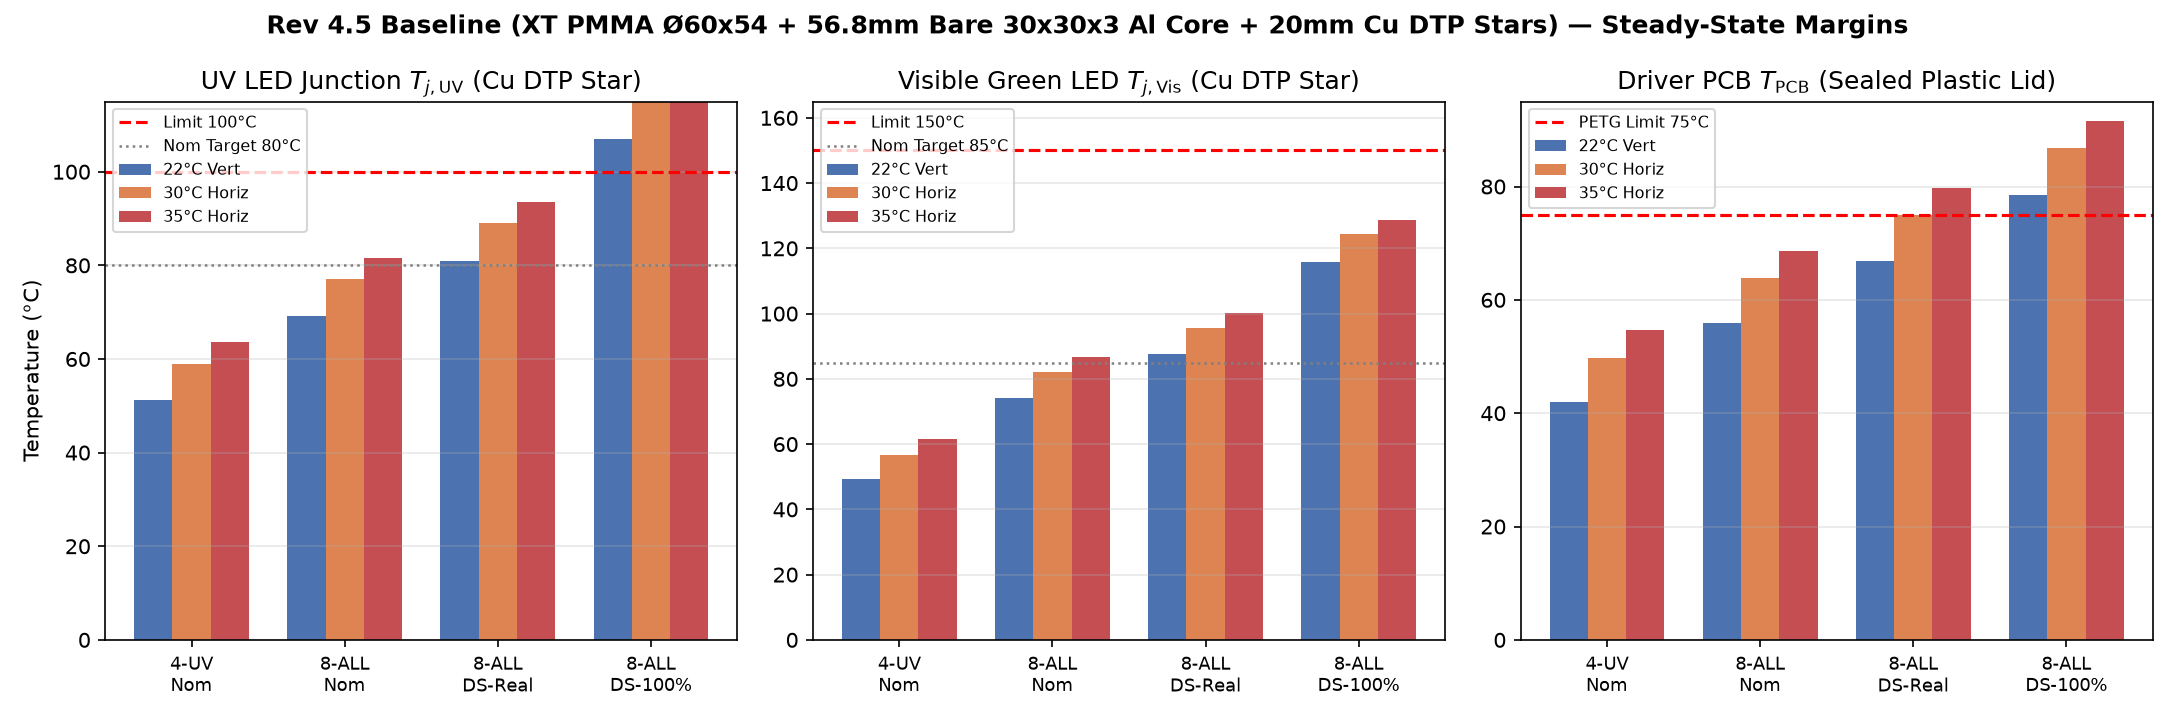 Rev 4.5 Baseline (XT PMMA Ø60x54 + 56.8mm Bare 30x30x3 Al Core + 20mm Cu DTP Stars) — Steady-State Margins
UV LED Junction Tj,UV (Cu DTP Star)
Temperature (°C)
100
80
60
40
20
0
Limit 100°C
Nom Target 80°C
22°C Vert
30°C Horiz
35°C Horiz
4-UV
Nom
8-ALL
Nom
8-ALL
DS-Real
8-ALL
DS-100%
Visible Green LED Tj,Vis (Cu DTP Star)
160
140
120
100
80
60
40
20
0
Limit 150°C
Nom Target 85°C
22°C Vert
30°C Horiz
35°C Horiz
4-UV
Nom
8-ALL
Nom
8-ALL
DS-Real
8-ALL
DS-100%
Driver PCB TPCB (Sealed Plastic Lid)
80
60
40
20
0
PETG Limit 75°C
22°C Vert
30°C Horiz
35°C Horiz
4-UV
Nom
8-ALL
Nom
8-ALL
DS-Real
8-ALL
DS-100%